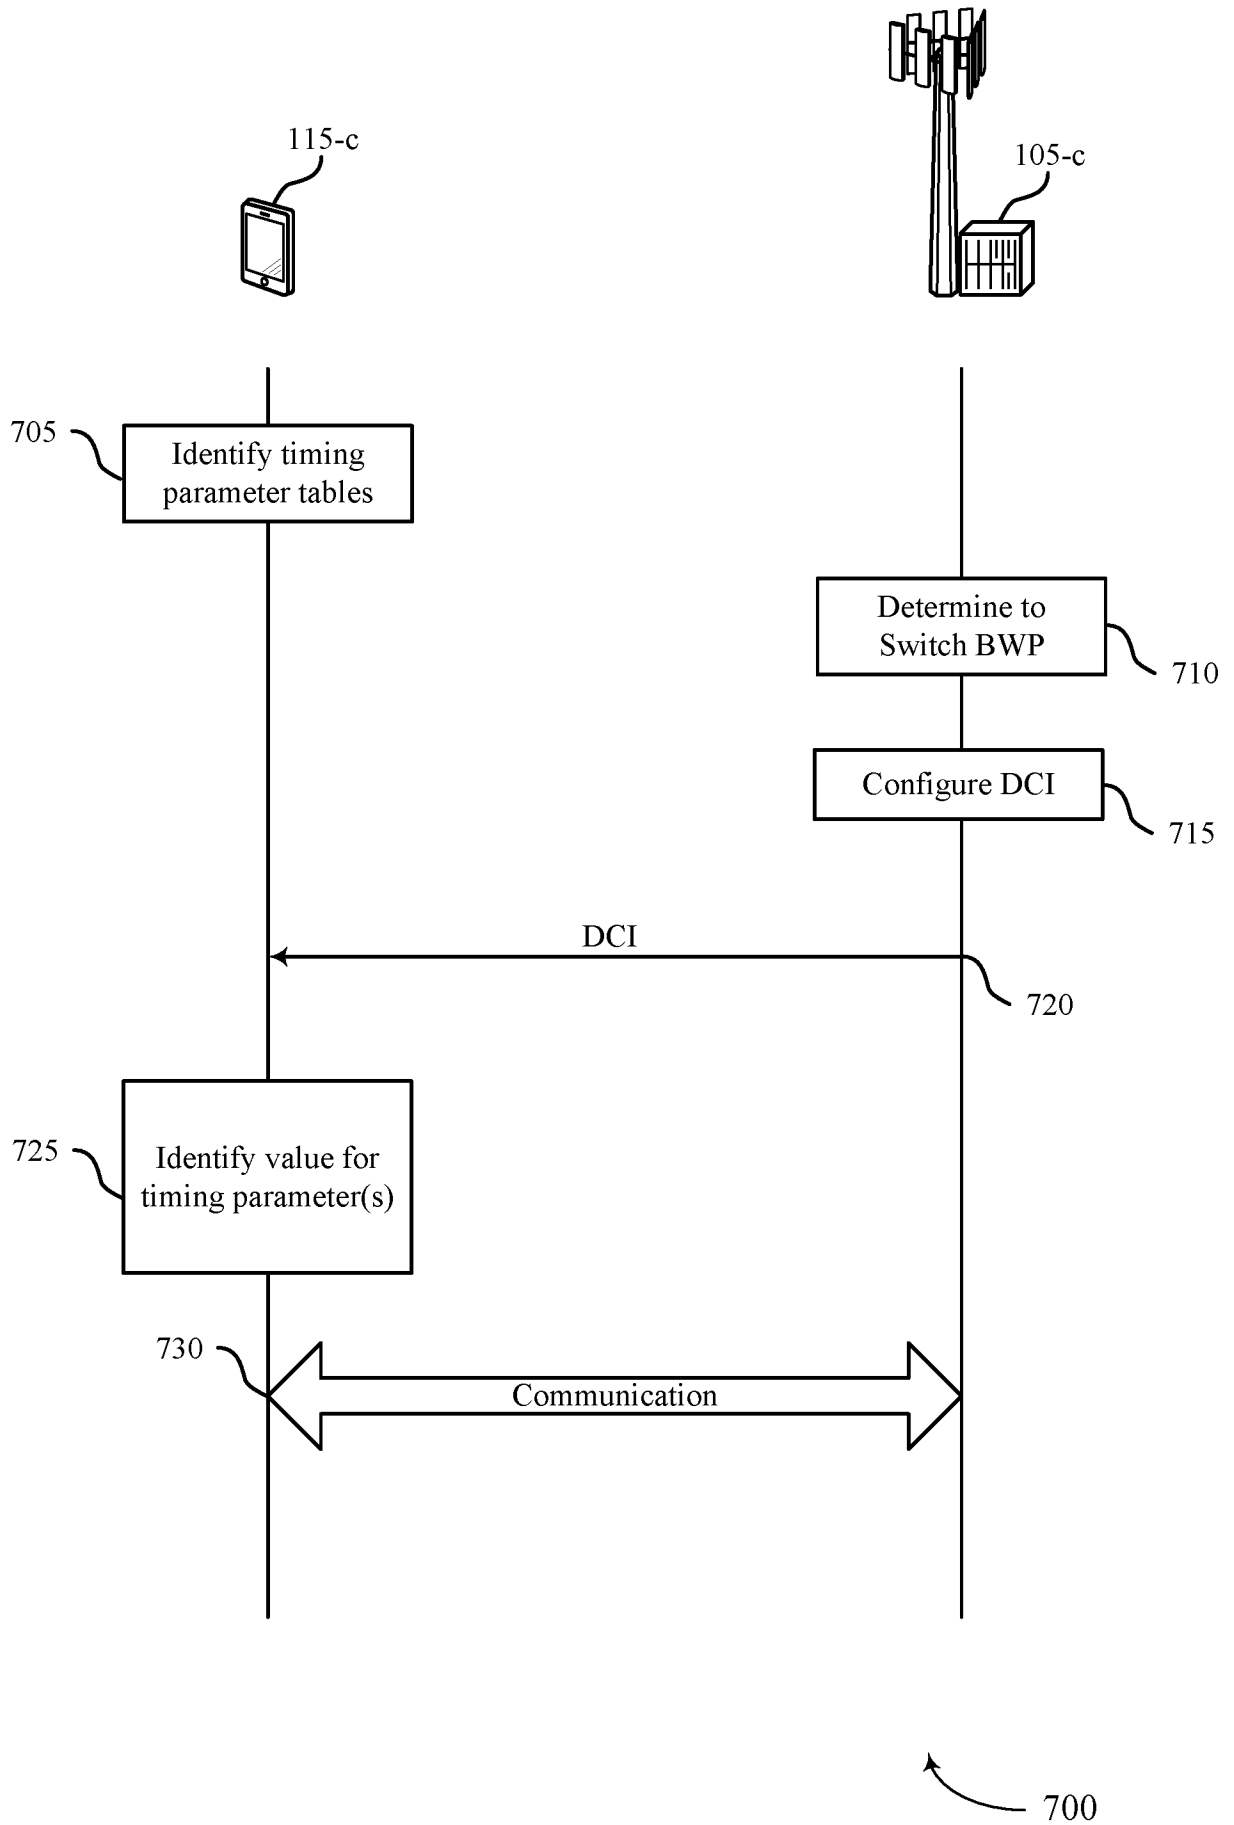 115-c
105-c
705
Identify timing
parameter tables
Determine to
Switch BWP
710
Configure DCI
715
DCI
720
725
Identify value for
timing parameter(s)
730
Communication
700